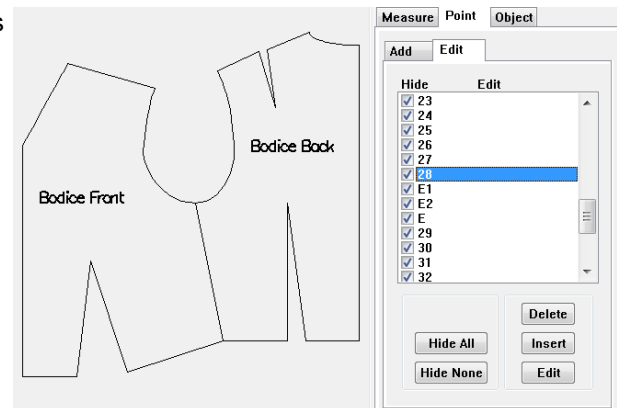 s
Bodice Front
Bodice Back
Measure Point Object
Add Edit
Hide Edit
23
24
25
26
27
28
E1
E2
E
29
30
31
32
Delete
Hide All Insert
Hide None Edit